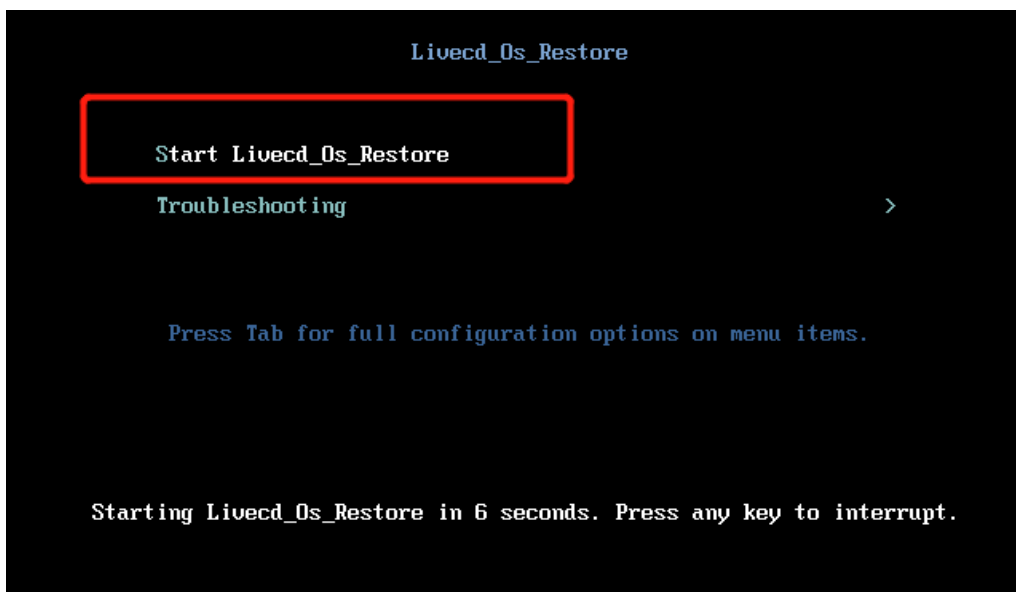 Livecd_Os_Restore
Start Livecd_Os_Restore
Troubleshooting >
Press Tab for full configuration options on menu items.
Starting Livecd_Os_Restore in 6 seconds. Press any key to interrupt.